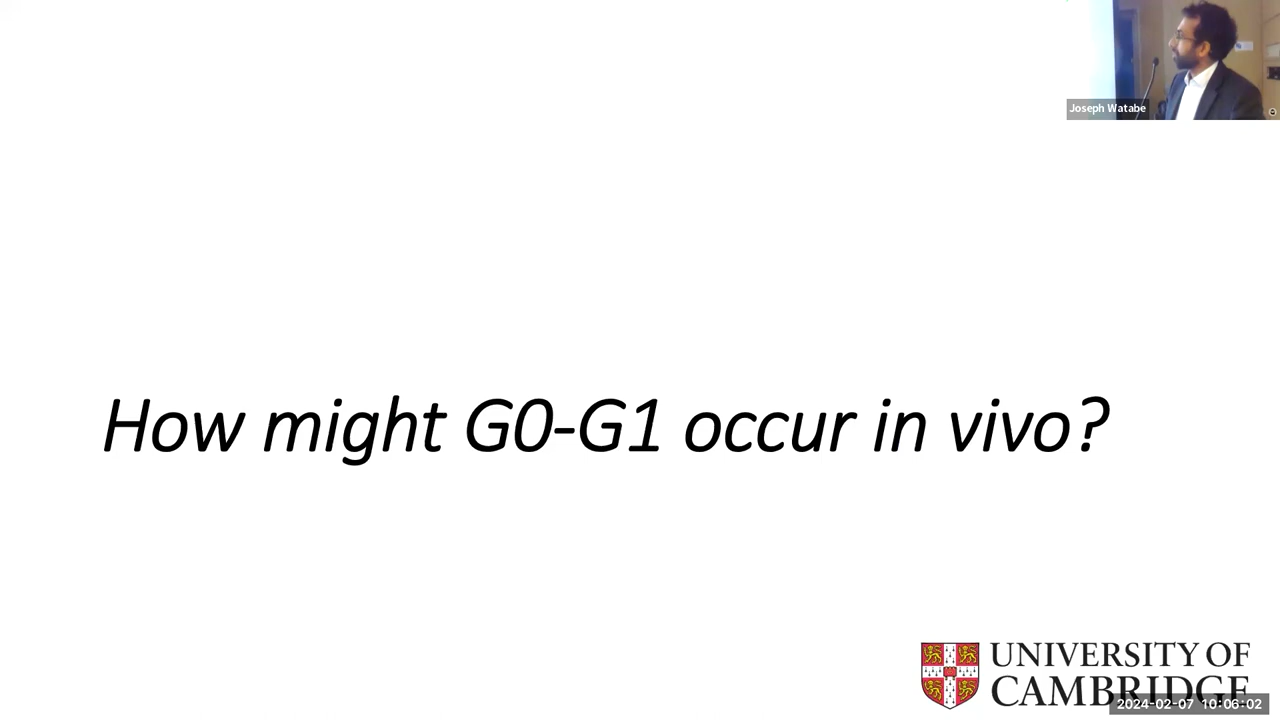 Joseph Watabe
How might G0-G1 occur in vivo?
UNIVERSITY OF
CAMBRIDGE
2024-02-07 10:06:02